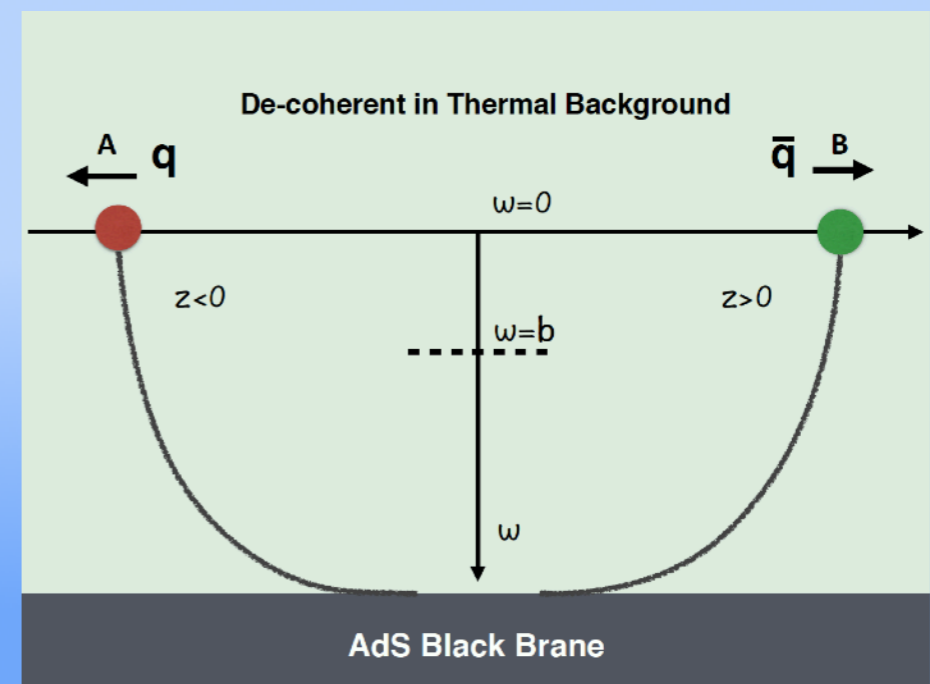 De-coherent in Thermal Background
A B
q q̄
ω=0
z<0 z>0
ω=b
ω
AdS Black Brane